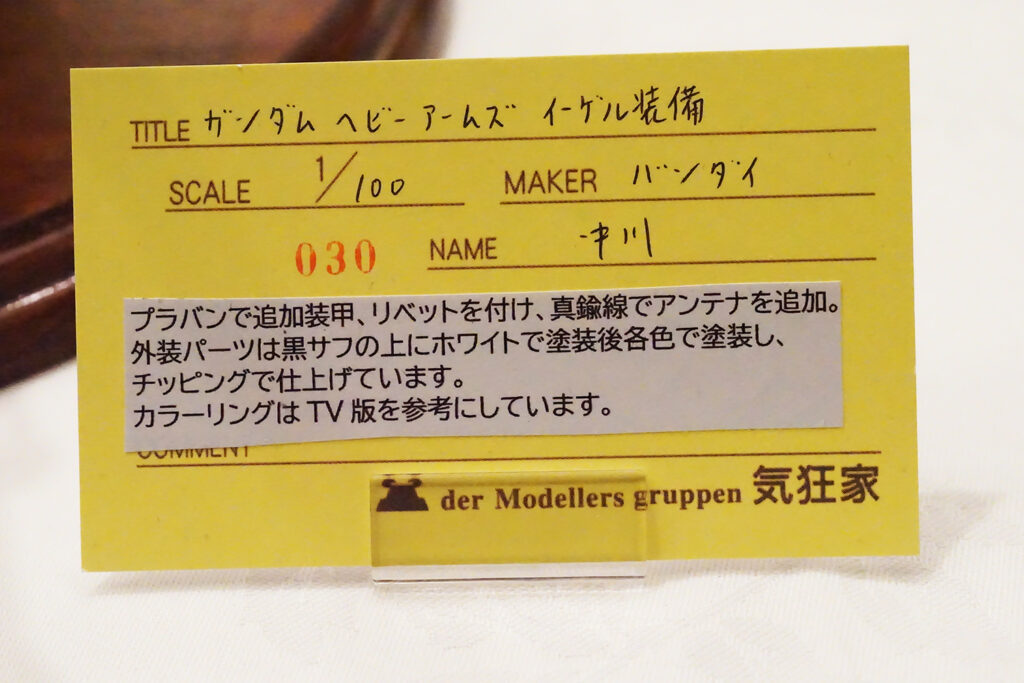 TITLE ガンダム ヘビーアームズ イーゲル装備
SCALE 1/100 MAKER バンダイ
030 NAME 中川
プラバンで追加装甲、リベットを付け、真鍮線でアンテナを追加。
外装パーツは黒サフの上にホワイトで塗装後各色で塗装し、
チッピングで仕上げています。
カラーリングは TV 版を参考にしています。
COMMENT
der Modellers gruppen 気狂家